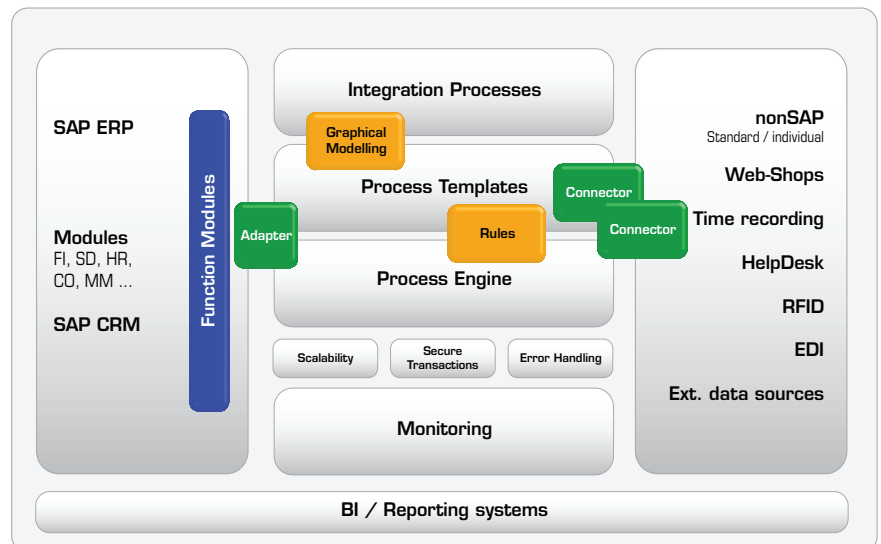 SAP ERP
Modules
FI, SD, HR,
CO, MM ...
SAP CRM
Function Modules
Adapter
Integration Processes
Graphical
Modelling
Process Templates
Rules
Process Engine
Connector
Connector
Scalability
Secure
Transactions
Error Handling
Monitoring
nonSAP
Standard / individual
Web-Shops
Time recording
HelpDesk
RFID
EDI
Ext. data sources
BI / Reporting systems